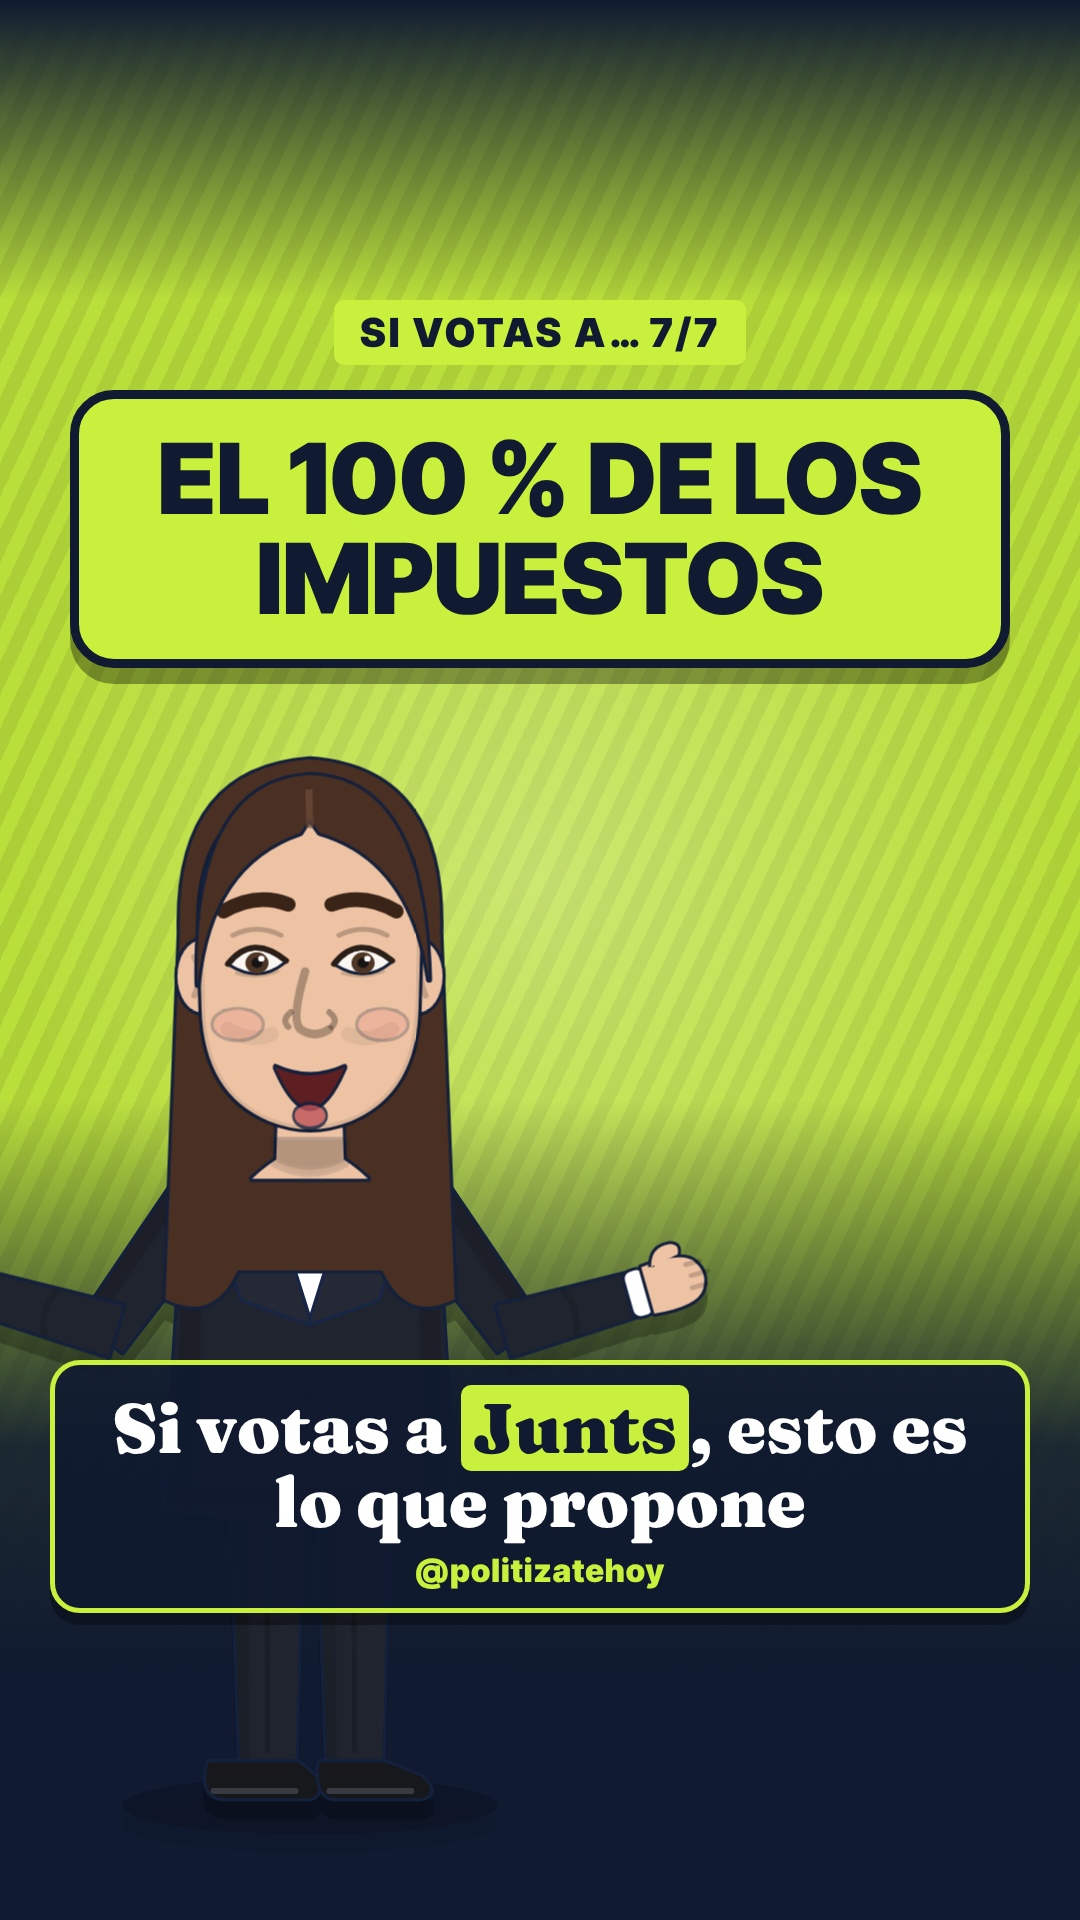 SI VOTAS A... 7/7
EL 100 % DE LOS
IMPUESTOS
Si votas a Junts, esto es
lo que propone
@politizatehoy